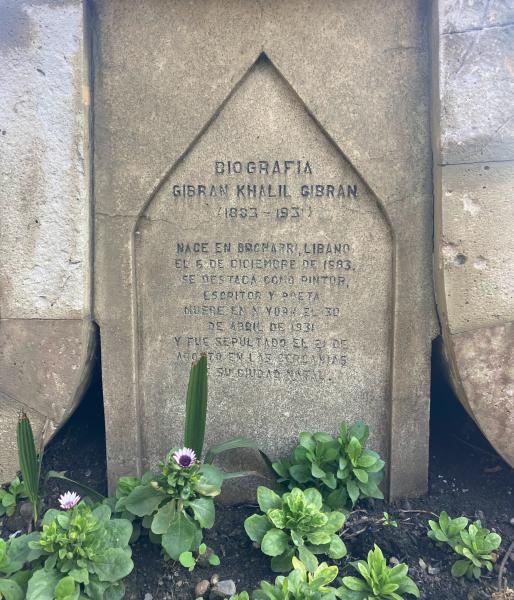 BIOGRAFIA
GIBRAN KHALIL GIBRAN
(1883 - 1931)
NACE EN BHCHARRI, LIBANO
EL 6 DE DICIEMBRE DE 1883.
SE DESTACA COMO PINTOR,
ESCRITOR Y POETA
MUERE EN N. YORK EL 30
DE ABRIL DE 1931
Y FUE SEPULTADO EL 21 DE
AGOSTO EN LAS CERCANIAS
SU CIUDAD NATAL.